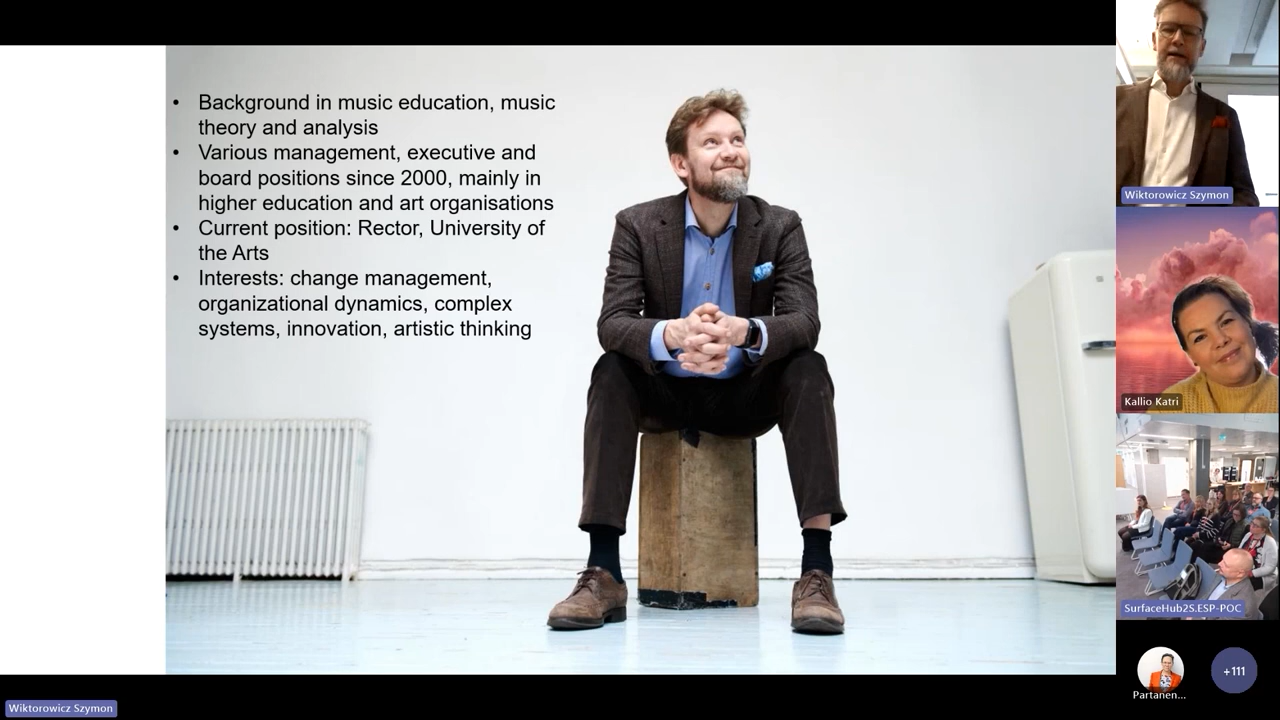 • Background in music education, music
theory and analysis
• Various management, executive and
board positions since 2000, mainly in
higher education and art organisations
• Current position: Rector, University of
the Arts
• Interests: change management,
organizational dynamics, complex
systems, innovation, artistic thinking
Wiktorowicz Szymon
Kallio Katri
SurfaceHub2S.ESP-POC
Partanen...
+111
Wiktorowicz Szymon